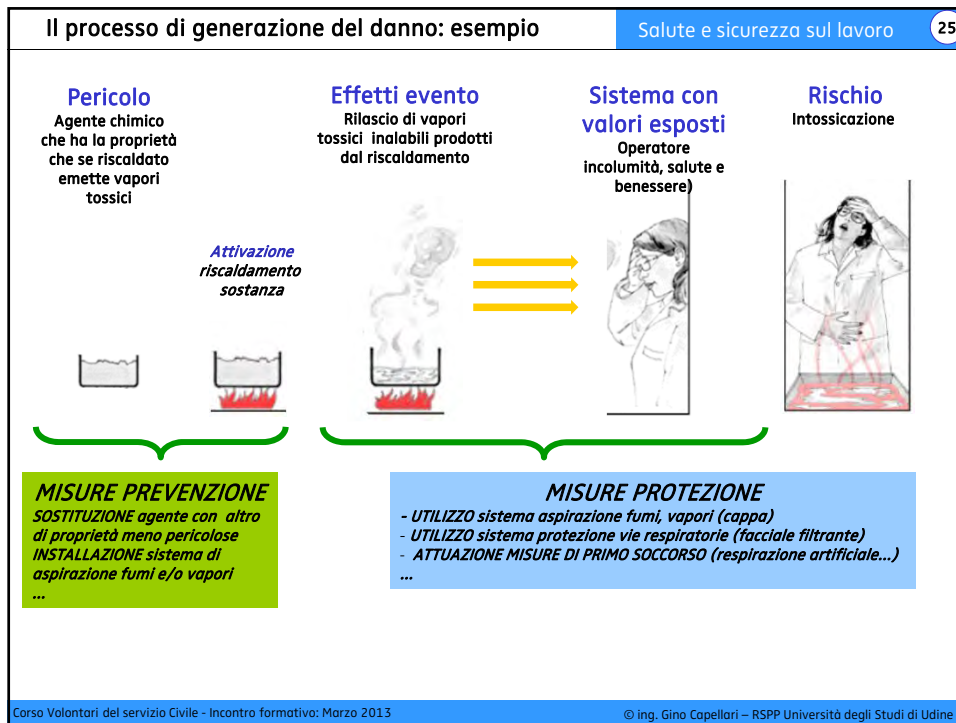 Il processo di generazione del danno: esempio
Salute e sicurezza sul lavoro
25
Pericolo
Agente chimico
che ha la proprietà
che se riscaldato
emette vapori
tossici
Attivazione
riscaldamento
sostanza
Effetti evento
Rilascio di vapori
tossici inalabili prodotti
dal riscaldamento
Sistema con
valori esposti
Operatore
incolumità, salute e
benessere)
Rischio
Intossicazione
MISURE PREVENZIONE
SOSTITUZIONE agente con altro
di proprietà meno pericolose
INSTALLAZIONE sistema di
aspirazione fumi e/o vapori
...
MISURE PROTEZIONE
- UTILIZZO sistema aspirazione fumi, vapori (cappa)
- UTILIZZO sistema protezione vie respiratorie (facciale filtrante)
- ATTUAZIONE MISURE DI PRIMO SOCCORSO (respirazione artificiale...)
...
Corso Volontari del servizio Civile - Incontro formativo: Marzo 2013
© ing. Gino Capellari – RSPP Università degli Studi di Udine